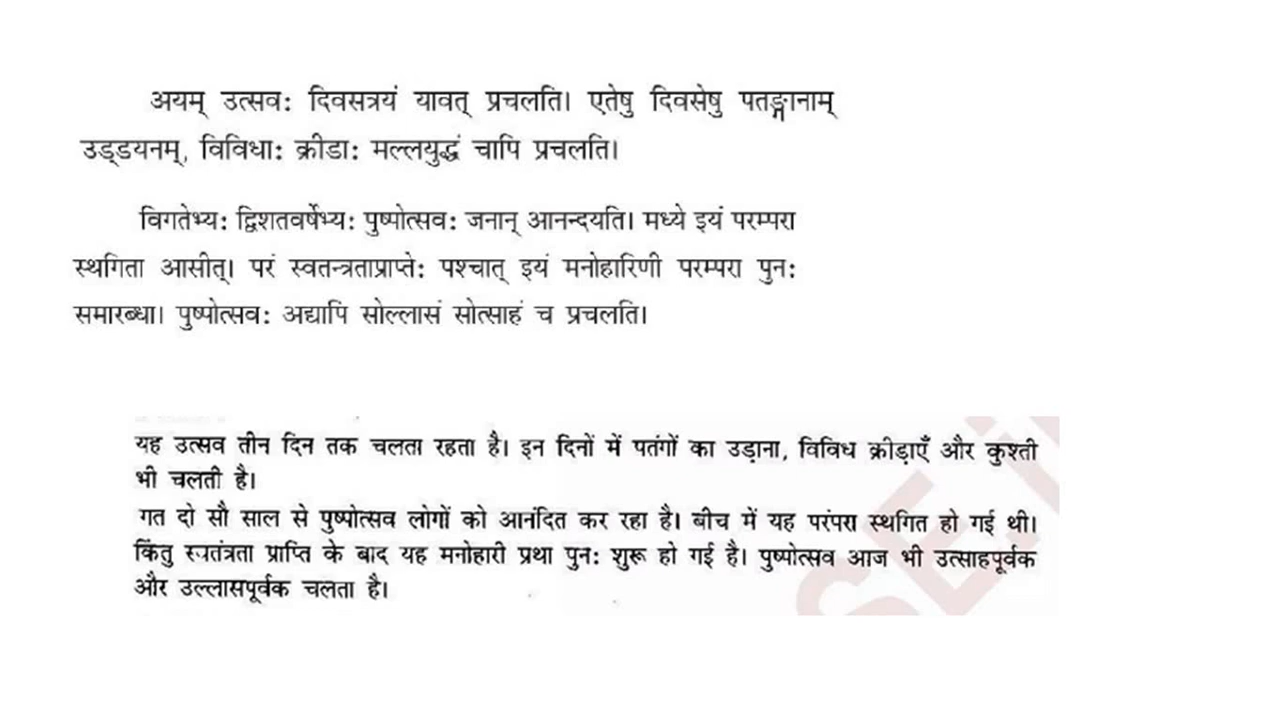 अयम् उत्सवः दिवसत्रयं यावत् प्रचलति। एतेषु दिवसेषु पतङ्गानाम्
उड्डयनम्, विविधाः क्रीडाः मल्लयुद्धं चापि प्रचलति।
विगतेभ्यः द्विशतवर्षेभ्यः पुष्पोत्सवः जनान् आनन्दयति। मध्ये इयं परम्परा
स्थगिता आसीत्। परं स्वतन्त्रताप्राप्तेः पश्चात् इयं मनोहारिणी परम्परा पुनः
समारब्धा। पुष्पोत्सवः अद्यापि सोल्लासं सोत्साहं च प्रचलति।
यह उत्सव तीन दिन तक चलता रहता है। इन दिनों में पतंगों का उड़ाना, विविध क्रीड़ाएँ और कुश्ती
भी चलती है।
गत दो सौ साल से पुष्पोत्सव लोगों को आनंदित कर रहा है। बीच में यह परंपरा स्थगित हो गई थी।
किंतु स्वतंत्रता प्राप्ति के बाद यह मनोहारी प्रथा पुनः शुरू हो गई है। पुष्पोत्सव आज भी उत्साहपूर्वक
और उल्लासपूर्वक चलता है।